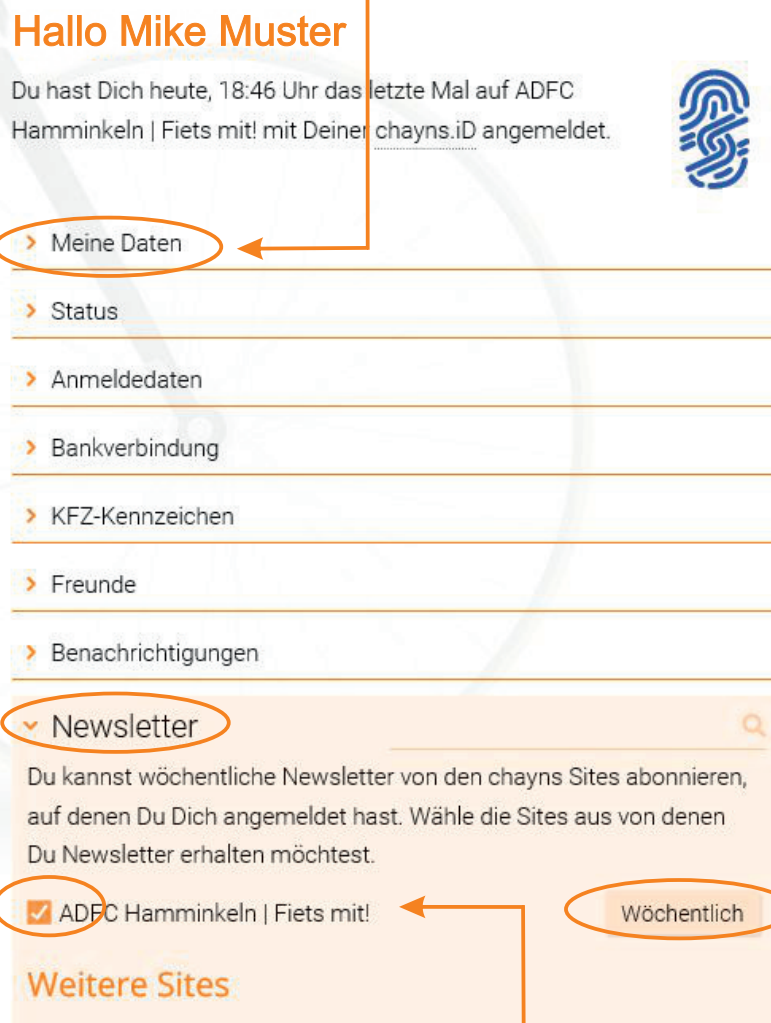 Hallo Mike Muster
Du hast Dich heute, 18:46 Uhr das letzte Mal auf ADFC
Hamminkeln | Fiets mit! mit Deiner chayns.iD angemeldet.
Meine Daten
Status
Anmeldedaten
Bankverbindung
KFZ-Kennzeichen
Freunde
Benachrichtigungen
Newsletter
Du kannst wöchentliche Newsletter von den chayns Sites abonnieren,
auf denen Du Dich angemeldet hast. Wähle die Sites aus von denen
Du Newsletter erhalten möchtest.
ADFC Hamminkeln | Fiets mit! Wöchentlich
Weitere Sites